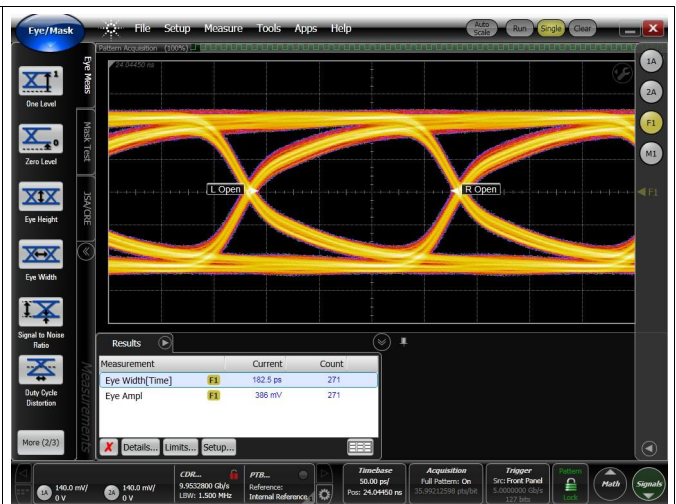 Eye/Mask
File Setup Measure Tools Apps Help
Auto Scale
Run
Single
Clear
X
Pattern Acquisition (100%)
24.04450 ns
Eye Meas
Mask Test
JSA/CRE
Measurements
One Level
Zero Level
Eye Height
Eye Width
Signal to Noise
Ratio
Duty Cycle
Distortion
More (2/3)
L Open
R Open
1A
2A
F1
M1
F1
Results
Measurement Current Count
Eye Width[Time] F1 182.5 ps 271
Eye Ampl F1 386 mV 271
Details... Limits... Setup...
1A 140.0 mV/
0 V
2A 140.0 mV/
0 V
CDR...
9.9532800 Gb/s
LBW: 1.500 MHz
PTB...
Reference:
Internal Reference
Timebase
50.00 ps/
Pos: 24.04450 ns
Acquisition
Full Pattern: On
35.99212598 pts/bit
Trigger
Src: Front Panel
5.0000000 Gb/s
127 bits
Pattern
Lock
Math
Signals